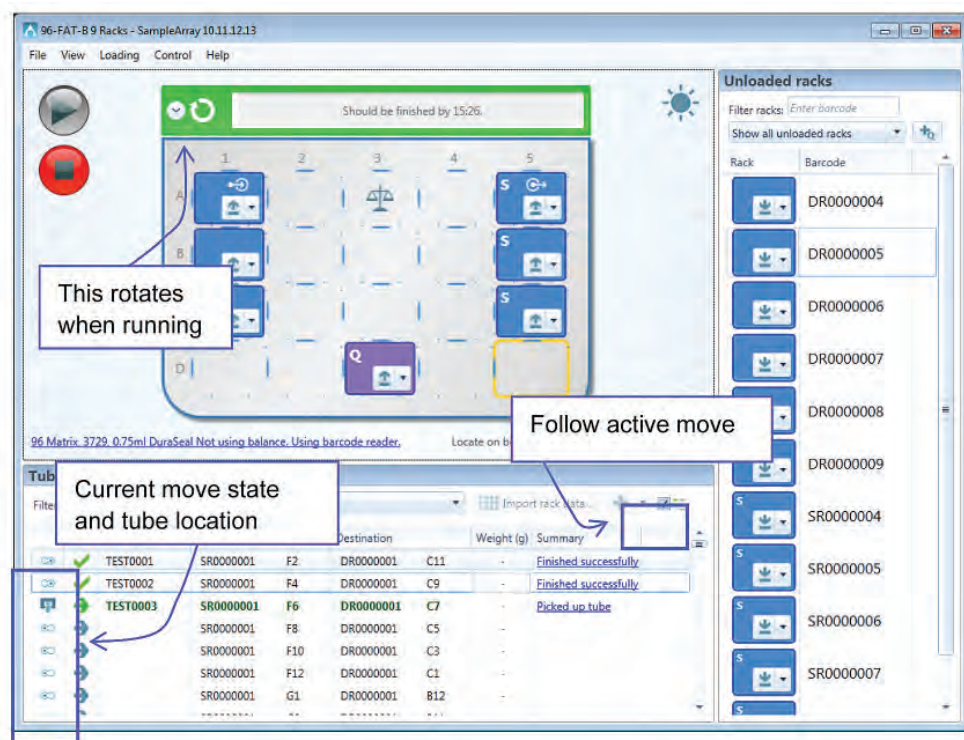 96-FAT-B 9 Racks - SampleArray 10.11.12.13
File View Loading Control Help
Should be finished by 15:26.
1 2 3 4 5
A
S
B
S
This rotates
when running
S
D
Q
96 Matrix 3729 0.75ml DuraSeal Not using balance. Using barcode reader.
Locate on b
Follow active move
Unloaded racks
Filter racks: Enter barcode
Show all unloaded racks
Rack Barcode
DR0000004
DR0000005
DR0000006
DR0000007
DR0000008
DR0000009
S SR0000004
S SR0000005
S SR0000006
S SR0000007
S
Tub
Current move state
and tube location
Filte
Import rack data...
Destination Weight (g) Summary
TEST0001 SR0000001 F2 DR0000001 C11 - Finished successfully
TEST0002 SR0000001 F4 DR0000001 C9 - Finished successfully
TEST0003 SR0000001 F6 DR0000001 C7 Picked up tube
SR0000001 F8 DR0000001 C5 -
SR0000001 F10 DR0000001 C3 -
SR0000001 F12 DR0000001 C1 -
SR0000001 G1 DR0000001 B12 -